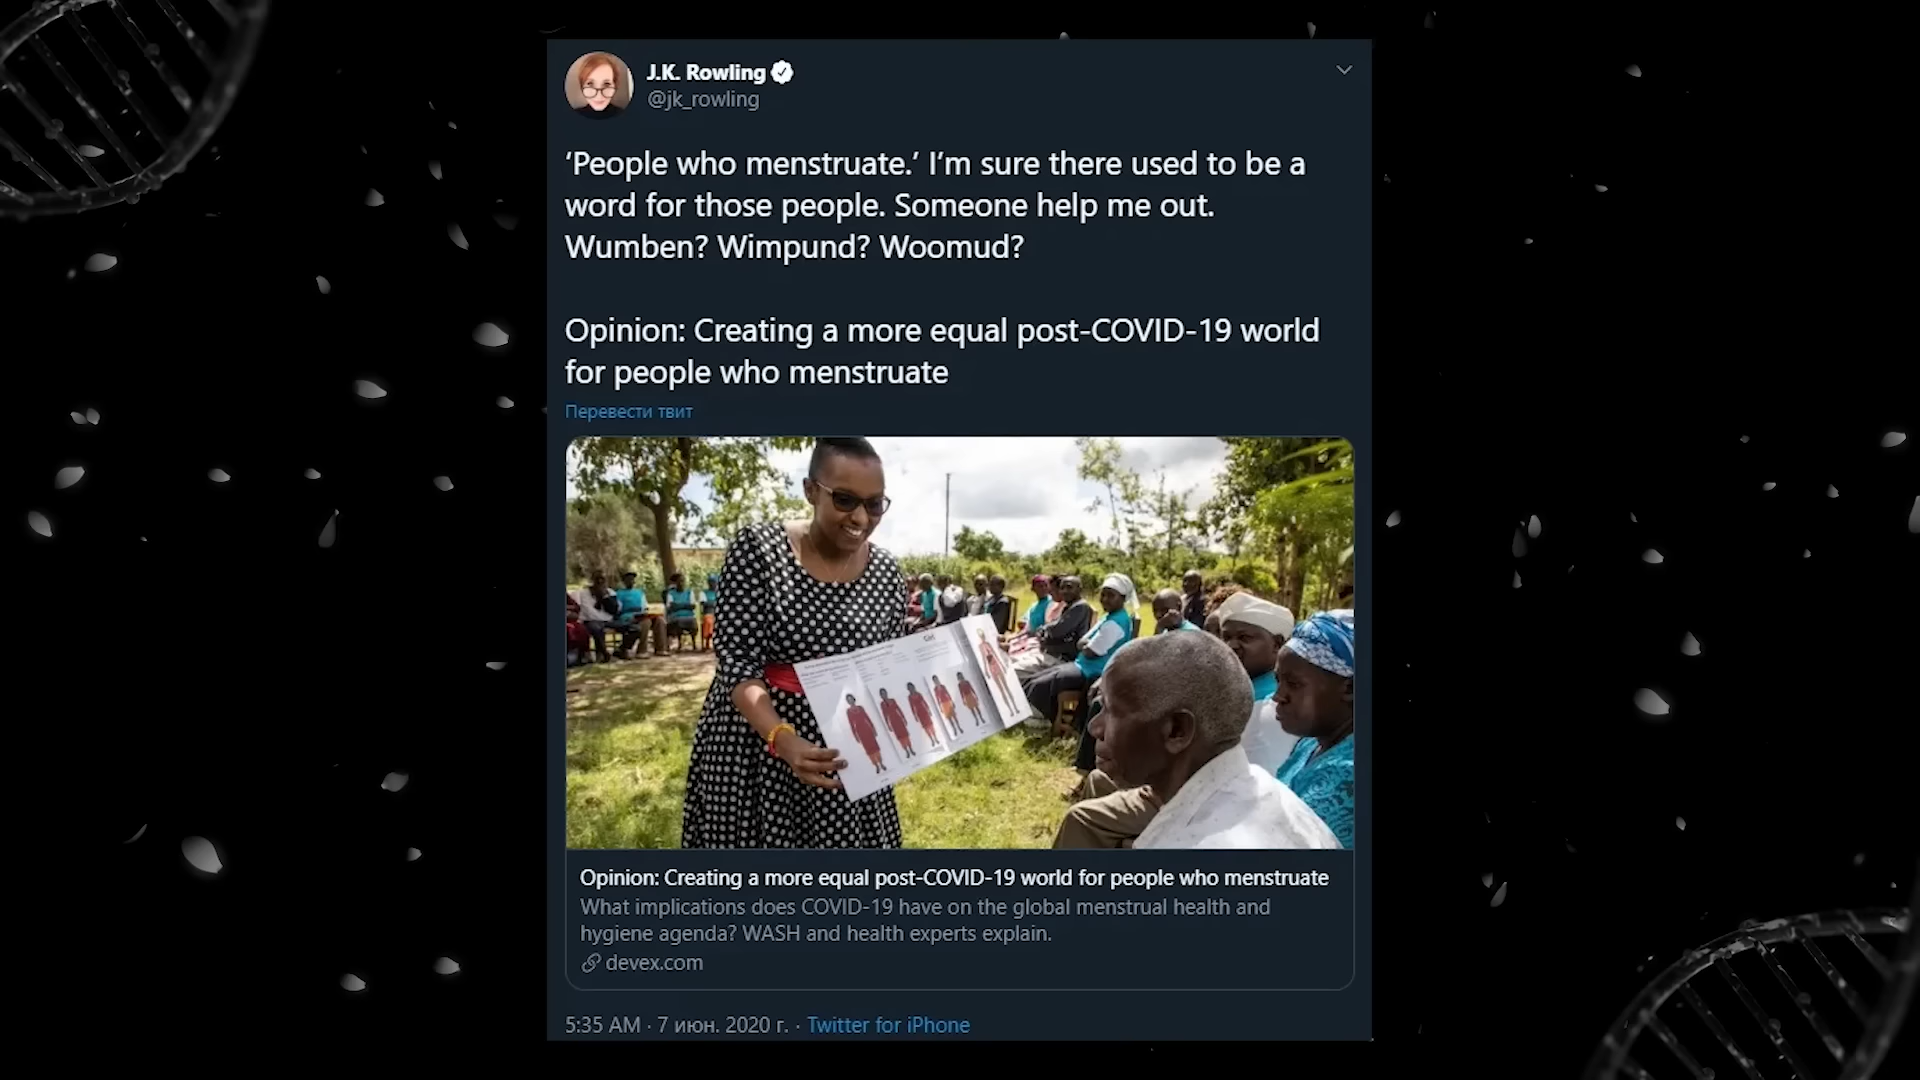 J.K. Rowling
@jk_rowling
‘People who menstruate.’ I’m sure there used to be a
word for those people. Someone help me out.
Wumben? Wimpund? Woomud?
Opinion: Creating a more equal post-COVID-19 world
for people who menstruate
Перевести твит
Opinion: Creating a more equal post-COVID-19 world for people who menstruate
What implications does COVID-19 have on the global menstrual health and
hygiene agenda? WASH and health experts explain.
devex.com
5:35 AM · 7 июн. 2020 г. · Twitter for iPhone